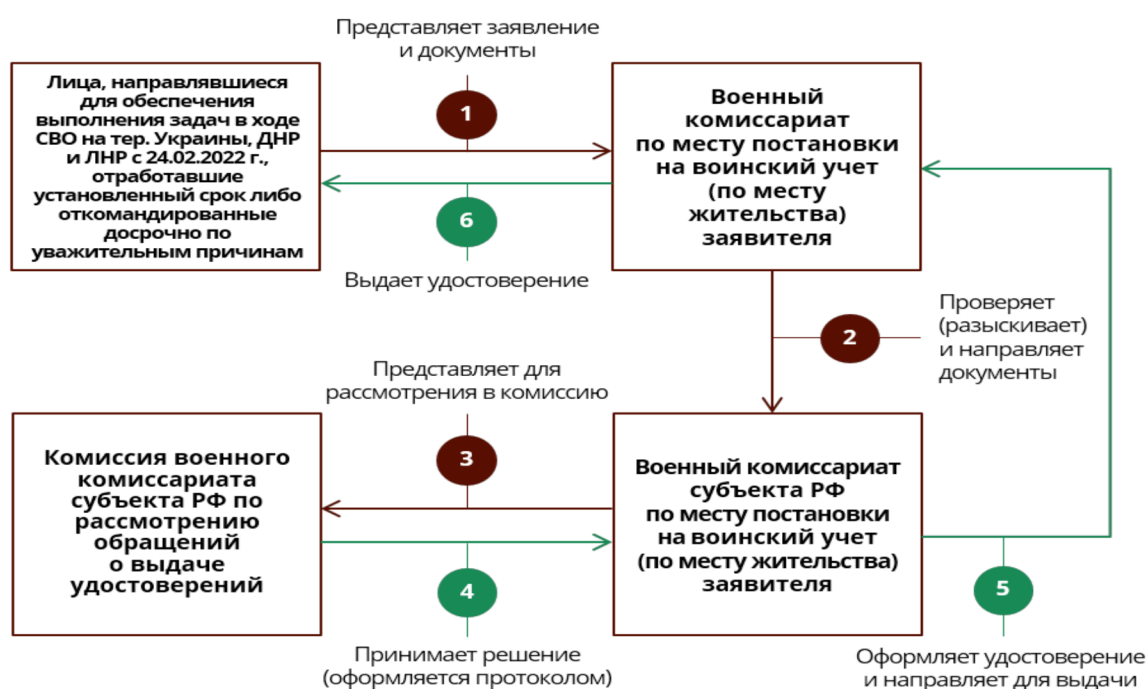 Представляет заявление
и документы
Лица, направлявшиеся
для обеспечения
выполнения задач в ходе
СВО на тер. Украины, ДНР
и ЛНР с 24.02.2022 г.,
отработавшие
установленный срок либо
откомандированные
досрочно по
уважительным причинам
1
6
Выдает удостоверение
Военный
комиссариат
по месту постановки
на воинский учет
(по месту
жительства)
заявителя
2
Проверяет
(разыскивает)
и направляет
документы
Представляет для
рассмотрения в комиссию
3
Комиссия военного
комиссариата
субъекта РФ по
рассмотрению
обращений
о выдаче
удостоверений
4
Принимает решение
(оформляется протоколом)
Военный комиссариат
субъекта РФ
по месту постановки
на воинский учет
(по месту жительства)
заявителя
5
Оформляет удостоверение
и направляет для выдачи